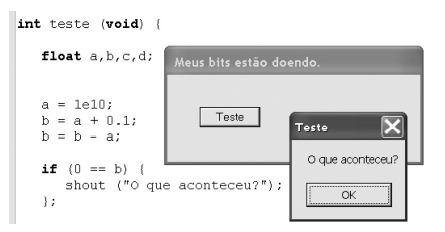 int teste (void) {
float a,b,c,d;
a = 1e10;
b = a + 0.1;
b = b - a;
if (0 == b) {
shout ("O que aconteceu?");
};
Meus bits estão doendo.
Teste
Teste
O que aconteceu?
OK